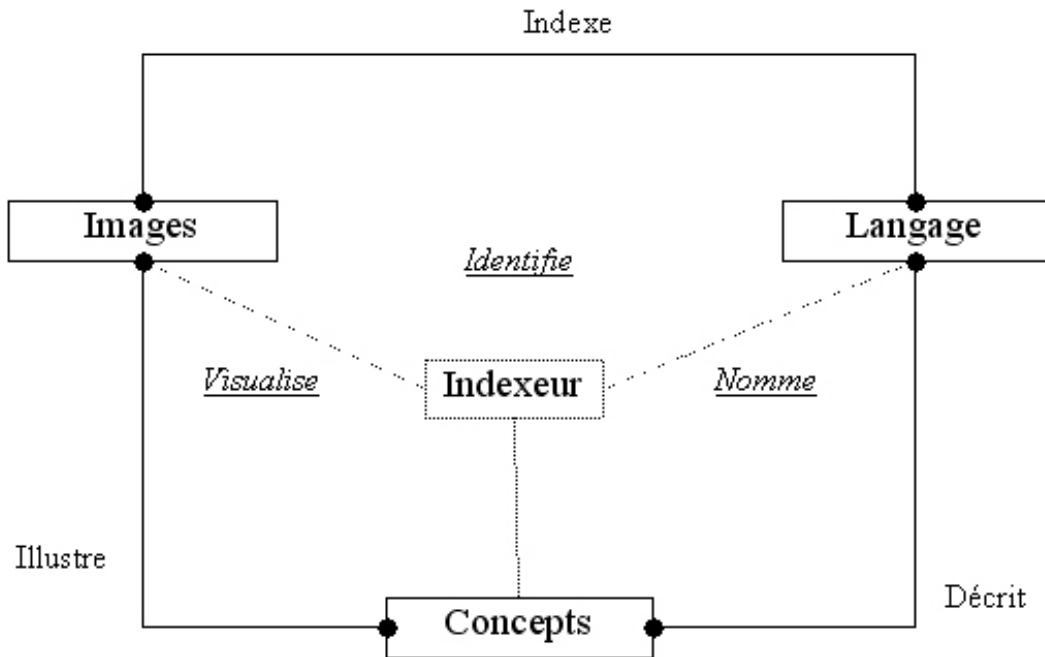 Indexe
Images
Langage
Identifie
Visualise
Indexeur
Nomme
Illustre
Décrit
Concepts